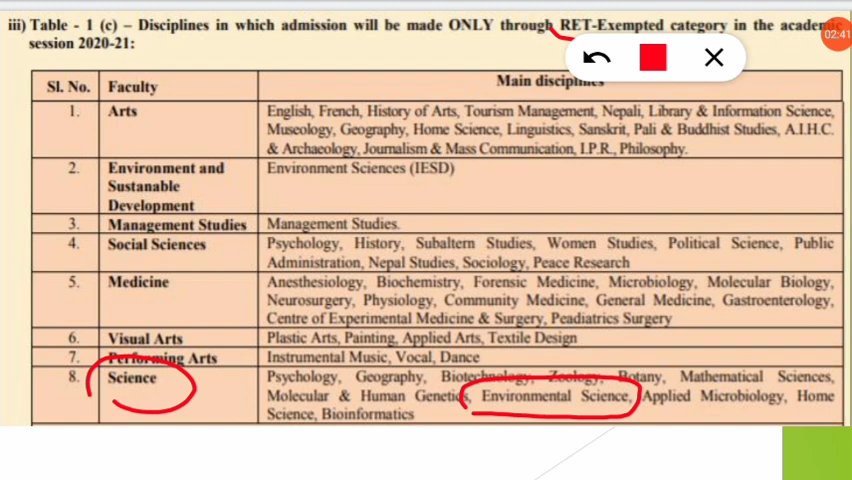 iii) Table - 1 (c) – Disciplines in which admission will be made ONLY through RET-Exempted category in the academic
session 2020-21:
02:41
Sl. No. Faculty Main disciplines
1. Arts English, French, History of Arts, Tourism Management, Nepali, Library & Information Science,
Museology, Geography, Home Science, Linguistics, Sanskrit, Pali & Buddhist Studies, A.I.H.C.
& Archaeology, Journalism & Mass Communication, I.P.R., Philosophy.
2. Environment and Environment Sciences (IESD)
Sustanable
Development
3. Management Studies Management Studies.
4. Social Sciences Psychology, History, Subaltern Studies, Women Studies, Political Science, Public
Administration, Nepal Studies, Sociology, Peace Research
5. Medicine Anesthesiology, Biochemistry, Forensic Medicine, Microbiology, Molecular Biology,
Neurosurgery, Physiology, Community Medicine, General Medicine, Gastroenterology,
Centre of Experimental Medicine & Surgery, Peadiatrics Surgery
6. Visual Arts Plastic Arts, Painting, Applied Arts, Textile Design
7. Performing Arts Instrumental Music, Vocal, Dance
8. Science Psychology, Geography, Biotechnology, Zoology, Botany, Mathematical Sciences,
Molecular & Human Genetics, Environmental Science, Applied Microbiology, Home
Science, Bioinformatics